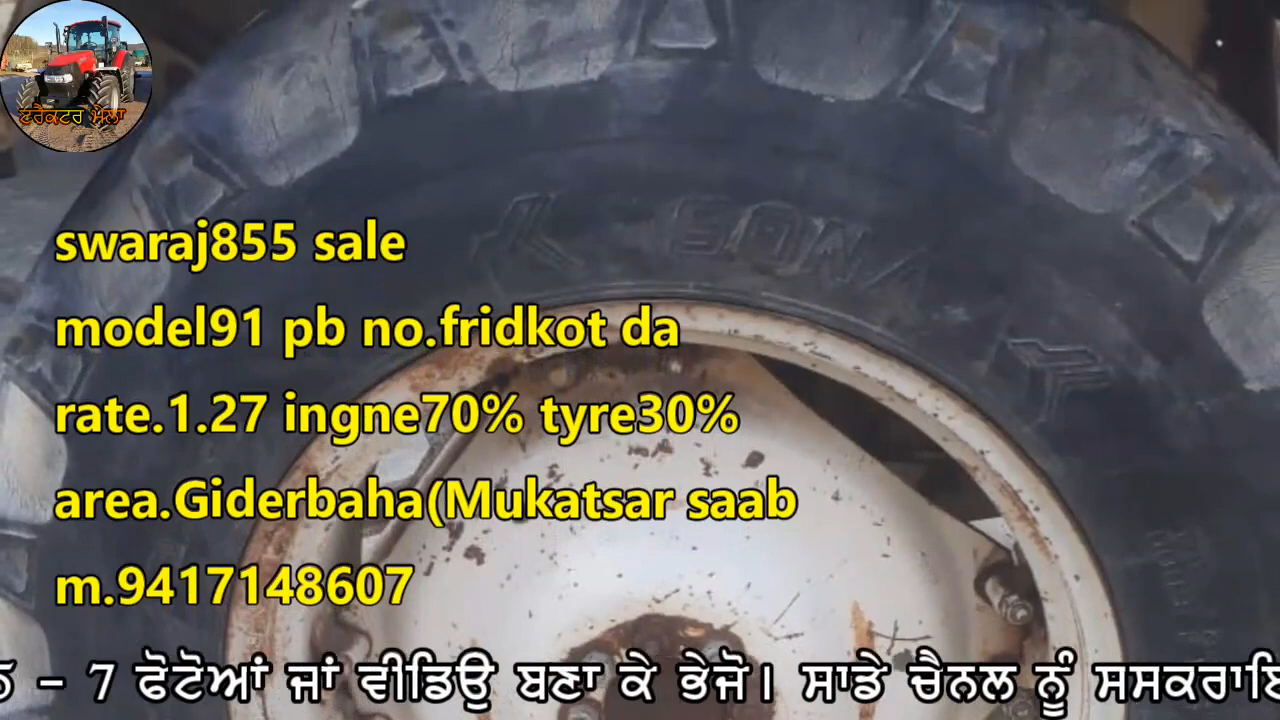 ਟਰੈਕਟਰ ਮੇਲਾ
SONA
swaraj855 sale
model91 pb no.fridkot da
rate.1.27 ingne70% tyre30%
area.Giderbaha(Mukatsar saab
m.9417148607
- 7 ਫੋਟੋਆਂ ਜਾਂ ਵੀਡਿਉ ਬਣਾ ਕੇ ਭੇਜੋ। ਸਾਡੇ ਚੈਨਲ ਨੂੰ ਸਸਕਰਾਇ